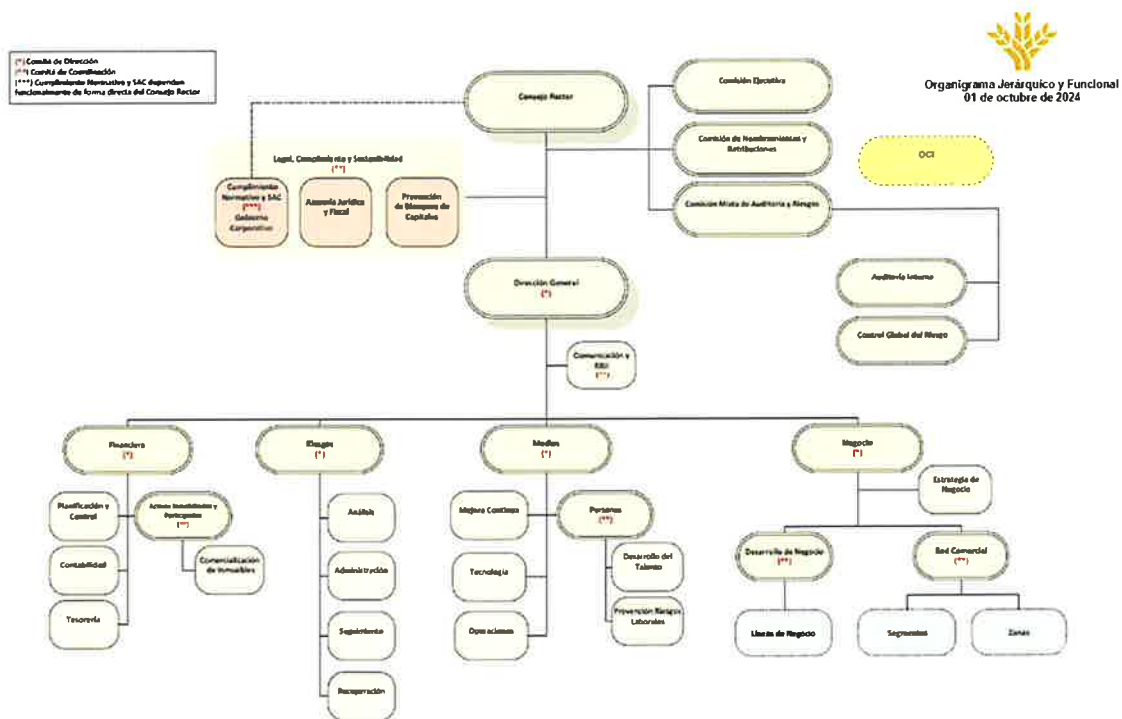 (*) Comité de Dirección
(**) Comité de Coordinación
(***) Cumplimiento Normativo y SAC dependen
funcionalmente de forma directa del Consejo Rector
Organigrama Jerárquico y Funcional
01 de octubre de 2024
Consejo Rector
Comisión Ejecutiva
Comisión de Nombramientos y
Retribuciones
OCI
Comisión Mixta de Auditoría y Riesgos
Legal, Cumplimiento y Sostenibilidad
(**)
Cumplimiento
Normativo y SAC
(***)
Gobierno
Corporativo
Asesoría Jurídica
y Fiscal
Prevención
de Blanqueo de
Capitales
Dirección General
(*)
Auditoría Interna
Control Global del Riesgo
Comunicación y
(**)
Financiera
(*)
Riesgos
(*)
Medios
(*)
Negocio
(*)
Planificación y
Control
Activos Inmobiliarios y
Participadas
(**)
Contabilidad
Comercialización
de Inmuebles
Tesorería
Análisis
Administración
Seguimiento
Recuperación
Mejora Continua
Personas
(**)
Tecnología
Desarrollo del
Talento
Operaciones
Prevención Riesgos
Laborales
Estrategia de
Negocio
Desarrollo de Negocio
(**)
Red Comercial
(**)
Líneas de Negocio
Segmentos
Zonas